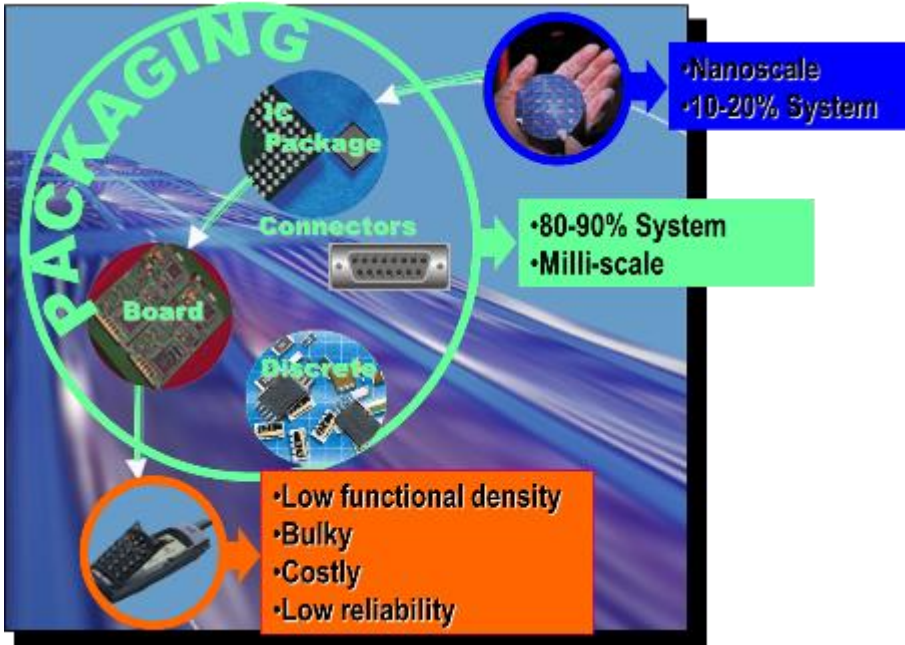 PACKAGING
IC
Package
Connectors
Board
Discrete
•Nanoscale
•10-20% System
•80-90% System
•Milli-scale
•Low functional density
•Bulky
•Costly
•Low reliability